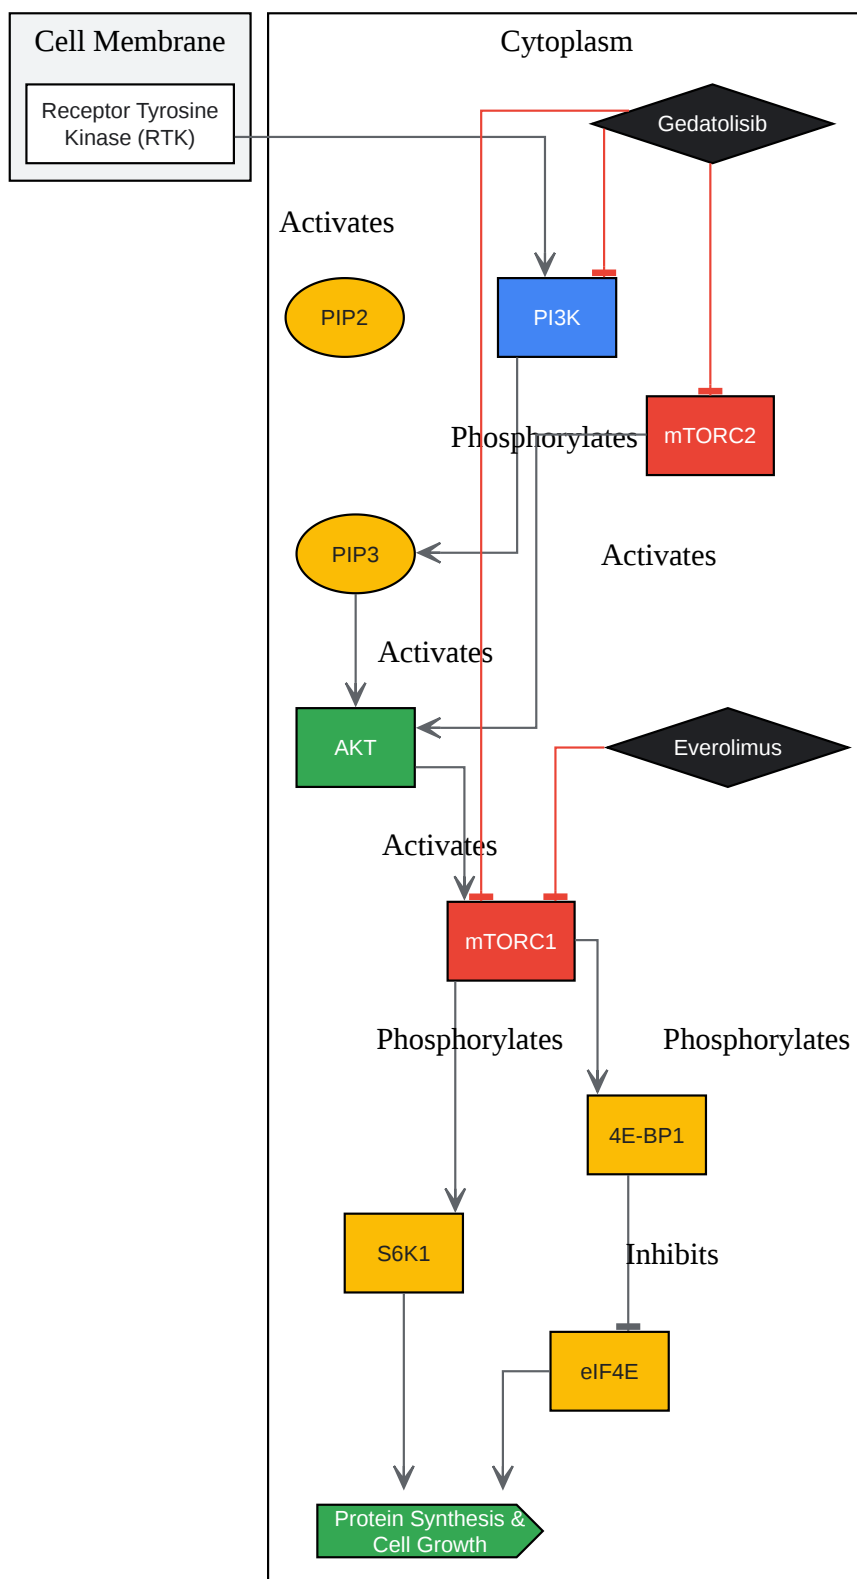 Cell Membrane
Cytoplasm
Receptor Tyrosine
Kinase (RTK)
Gedatolisib
Activates
PIP2
PI3K
Phosphorylates
mTORC2
PIP3
Activates
Activates
AKT
Everolimus
Activates
mTORC1
Phosphorylates
Phosphorylates
4E-BP1
S6K1
Inhibits
eIF4E
Protein Synthesis &
Cell Growth